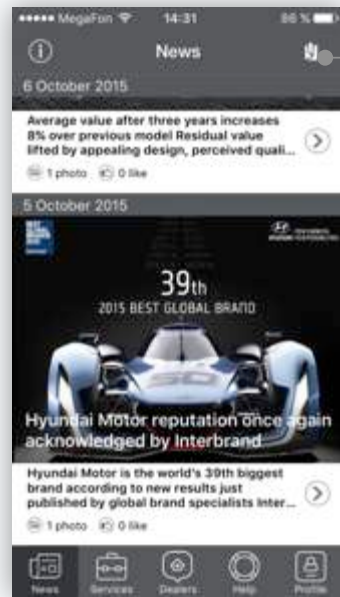 MegaFon 14:31 86 %
News
6 October 2015
Average value after three years increases
8% over previous model Residual value
lifted by appealing design, perceived quali...
1 photo 0 like
5 October 2015
39th
2015 BEST GLOBAL BRAND
Hyundai Motor reputation once again
acknowledged by Interbrand
Hyundai Motor is the world's 39th biggest
brand according to new results just
published by global brand specialists Inter...
1 photo 0 like
News Services Dealers Help Profile